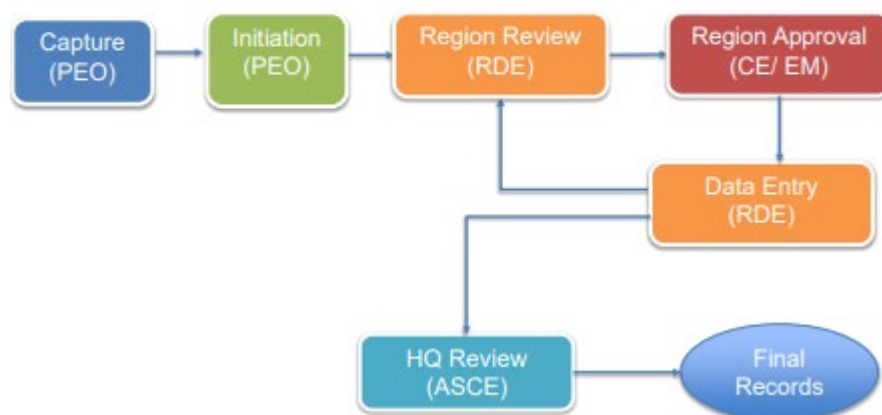 Capture
(PEO)
Initiation
(PEO)
Region Review
(RDE)
Region Approval
(CE/ EM)
Data Entry
(RDE)
HQ Review
(ASCE)
Final
Records